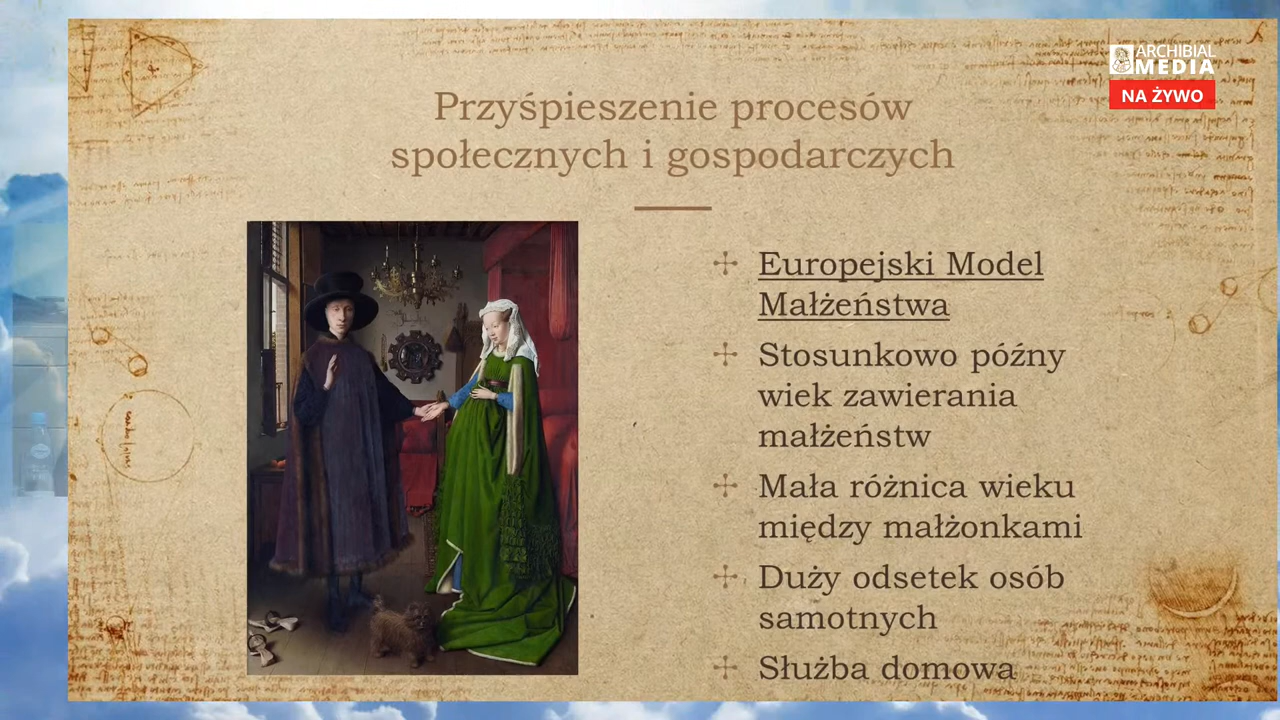 ARCHIBIAL
MEDIA
NA ŻYWO
Przyśpieszenie procesów
społecznych i gospodarczych
Europejski Model
Małżeństwa
Stosunkowo późny
wiek zawierania
małżeństw
Mała różnica wieku
między małżonkami
Duży odsetek osób
samotnych
Służba domowa